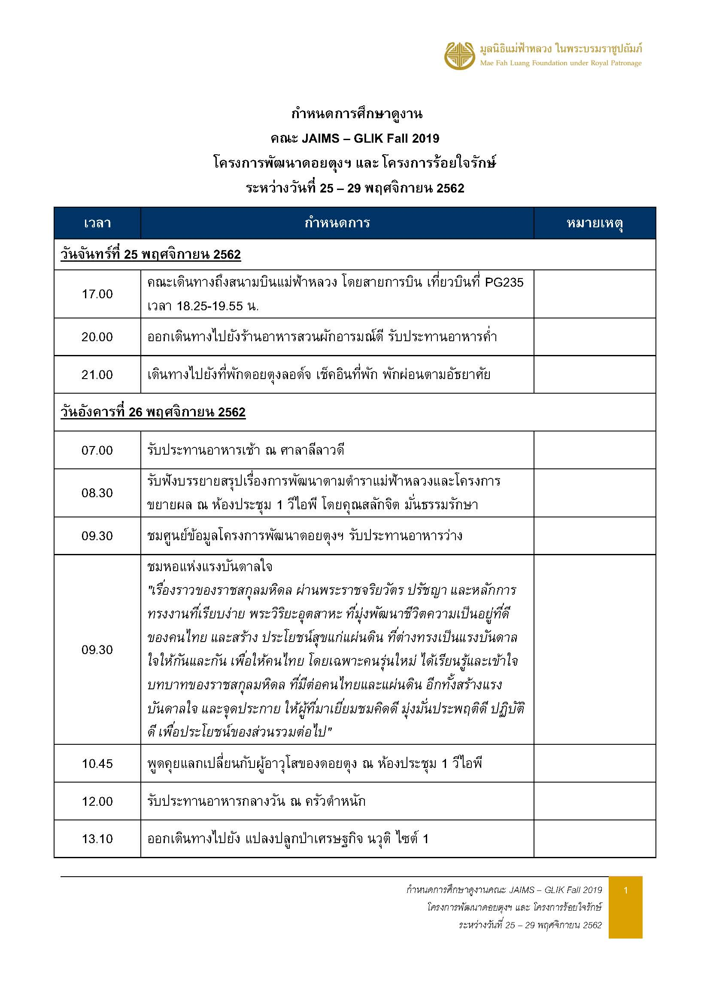 มูลนิธิแม่ฟ้าหลวง ในพระบรมราชูปถัมภ์
Mae Fah Luang Foundation under Royal Patronage
กำหนดการศึกษาดูงาน
คณะ JAIMS – GLIK Fall 2019
โครงการพัฒนาดอยตุงฯ และ โครงการร้อยใจรักษ์
ระหว่างวันที่ 25 – 29 พฤศจิกายน 2562
เวลา กำหนดการ หมายเหตุ
วันจันทร์ที่ 25 พฤศจิกายน 2562
17.00 คณะเดินทางถึงสนามบินแม่ฟ้าหลวง โดยสายการบิน เที่ยวบินที่ PG235
เวลา 18.25-19.55 น.
20.00 ออกเดินทางไปยังร้านอาหารสวนผักอารมณ์ดี รับประทานอาหารค่ำ
21.00 เดินทางไปยังที่พักดอยตุงลอด์จ เช็คอินที่พัก พักผ่อนตามอัธยาศัย
วันอังคารที่ 26 พฤศจิกายน 2562
07.00 รับประทานอาหารเช้า ณ ศาลาลีลาวดี
08.30 รับฟังบรรยายสรุปเรื่องการพัฒนาตามตำราแม่ฟ้าหลวงและโครงการ
ขยายผล ณ ห้องประชุม 1 วีไอพี โดยคุณสลักจิต มั่นธรรมรักษา
09.30 ชมศูนย์ข้อมูลโครงการพัฒนาดอยตุงฯ รับประทานอาหารว่าง
09.30 ชมหอแห่งแรงบันดาลใจ
"เรื่องราวของราชสกุลมหิดล ผ่านพระราชจริยวัตร ปรัชญา และหลักการ
ทรงงานที่เรียบง่าย พระวิริยะอุตสาหะ ที่มุ่งพัฒนาชีวิตความเป็นอยู่ที่ดี
ของคนไทย และสร้าง ประโยชน์สุขแก่แผ่นดิน ที่ต่างทรงเป็นแรงบันดาล
ใจให้กันและกัน เพื่อให้คนไทย โดยเฉพาะคนรุ่นใหม่ ได้เรียนรู้และเข้าใจ
บทบาทของราชสกุลมหิดล ที่มีต่อคนไทยและแผ่นดิน อีกทั้งสร้างแรง
บันดาลใจ และจุดประกาย ให้ผู้ที่มาเยี่ยมชมคิดดี มุ่งมั่นประพฤติดี ปฏิบัติ
ดี เพื่อประโยชน์ของส่วนรวมต่อไป"
10.45 พูดคุยแลกเปลี่ยนกับผู้อาวุโสของดอยตุง ณ ห้องประชุม 1 วีไอพี
12.00 รับประทานอาหารกลางวัน ณ ครัวตำหนัก
13.10 ออกเดินทางไปยัง แปลงปลูกป่าเศรษฐกิจ นวุติ ไซต์ 1
กำหนดการศึกษาดูงานคณะ JAIMS – GLIK Fall 2019 1
โครงการพัฒนาดอยตุงฯ และ โครงการร้อยใจรักษ์
ระหว่างวันที่ 25 – 29 พฤศจิกายน 2562